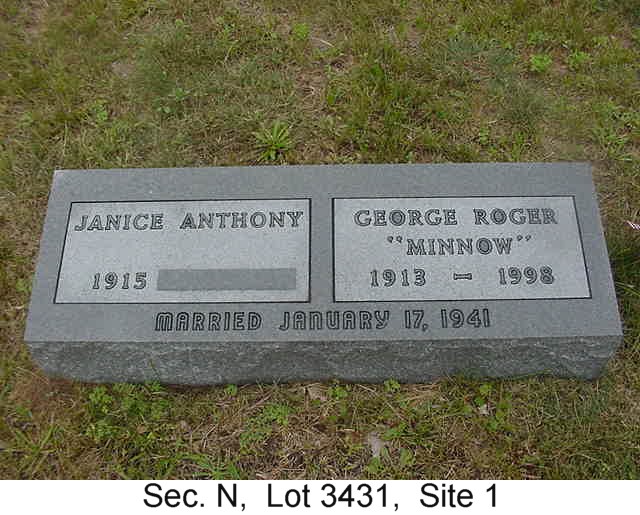 JANICE ANTHONY
1915
GEORGE ROGER
"MINNOW"
1913 – 1998
MARRIED JANUARY 17, 1941
Sec. N, Lot 3431, Site 1